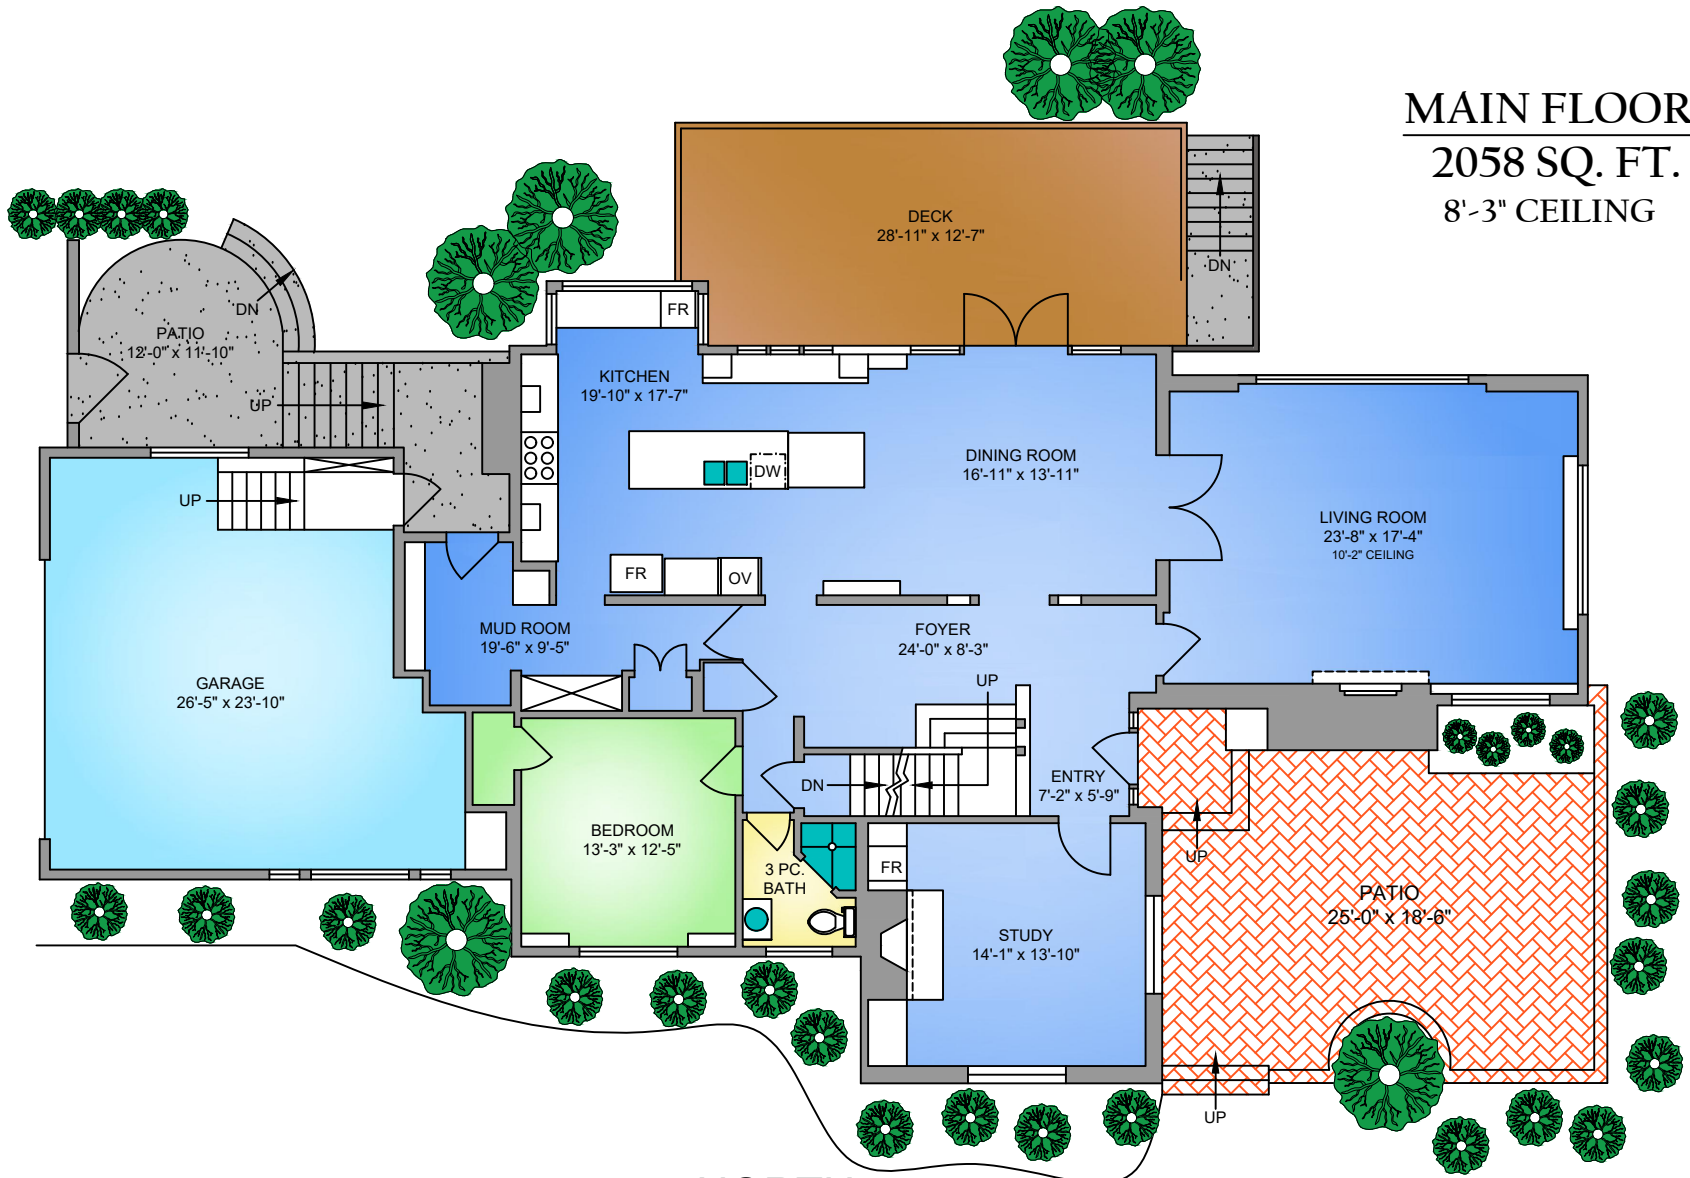 MAIN FLOOR
2058 SQ. FT.
8'-3" CEILING
DECK
28'-11" x 12'-7"
DN
DN
PATIO
12'-0" x 11'-10"
UP
FR
KITCHEN
19'-10" x 17'-7"
DW
DINING ROOM
16'-11" x 13'-11"
UP
LIVING ROOM
23'-8" x 17'-4"
10'-2" CEILING
FR
OV
MUD ROOM
19'-6" x 9'-5"
FOYER
24'-0" x 8'-3"
GARAGE
26'-5" x 23'-10"
UP
DN
ENTRY
7'-2" x 5'-9"
BEDROOM
13'-3" x 12'-5"
3 PC.
BATH
FR
UP
PATIO
25'-0" x 18'-6"
STUDY
14'-1" x 13'-10"
UP